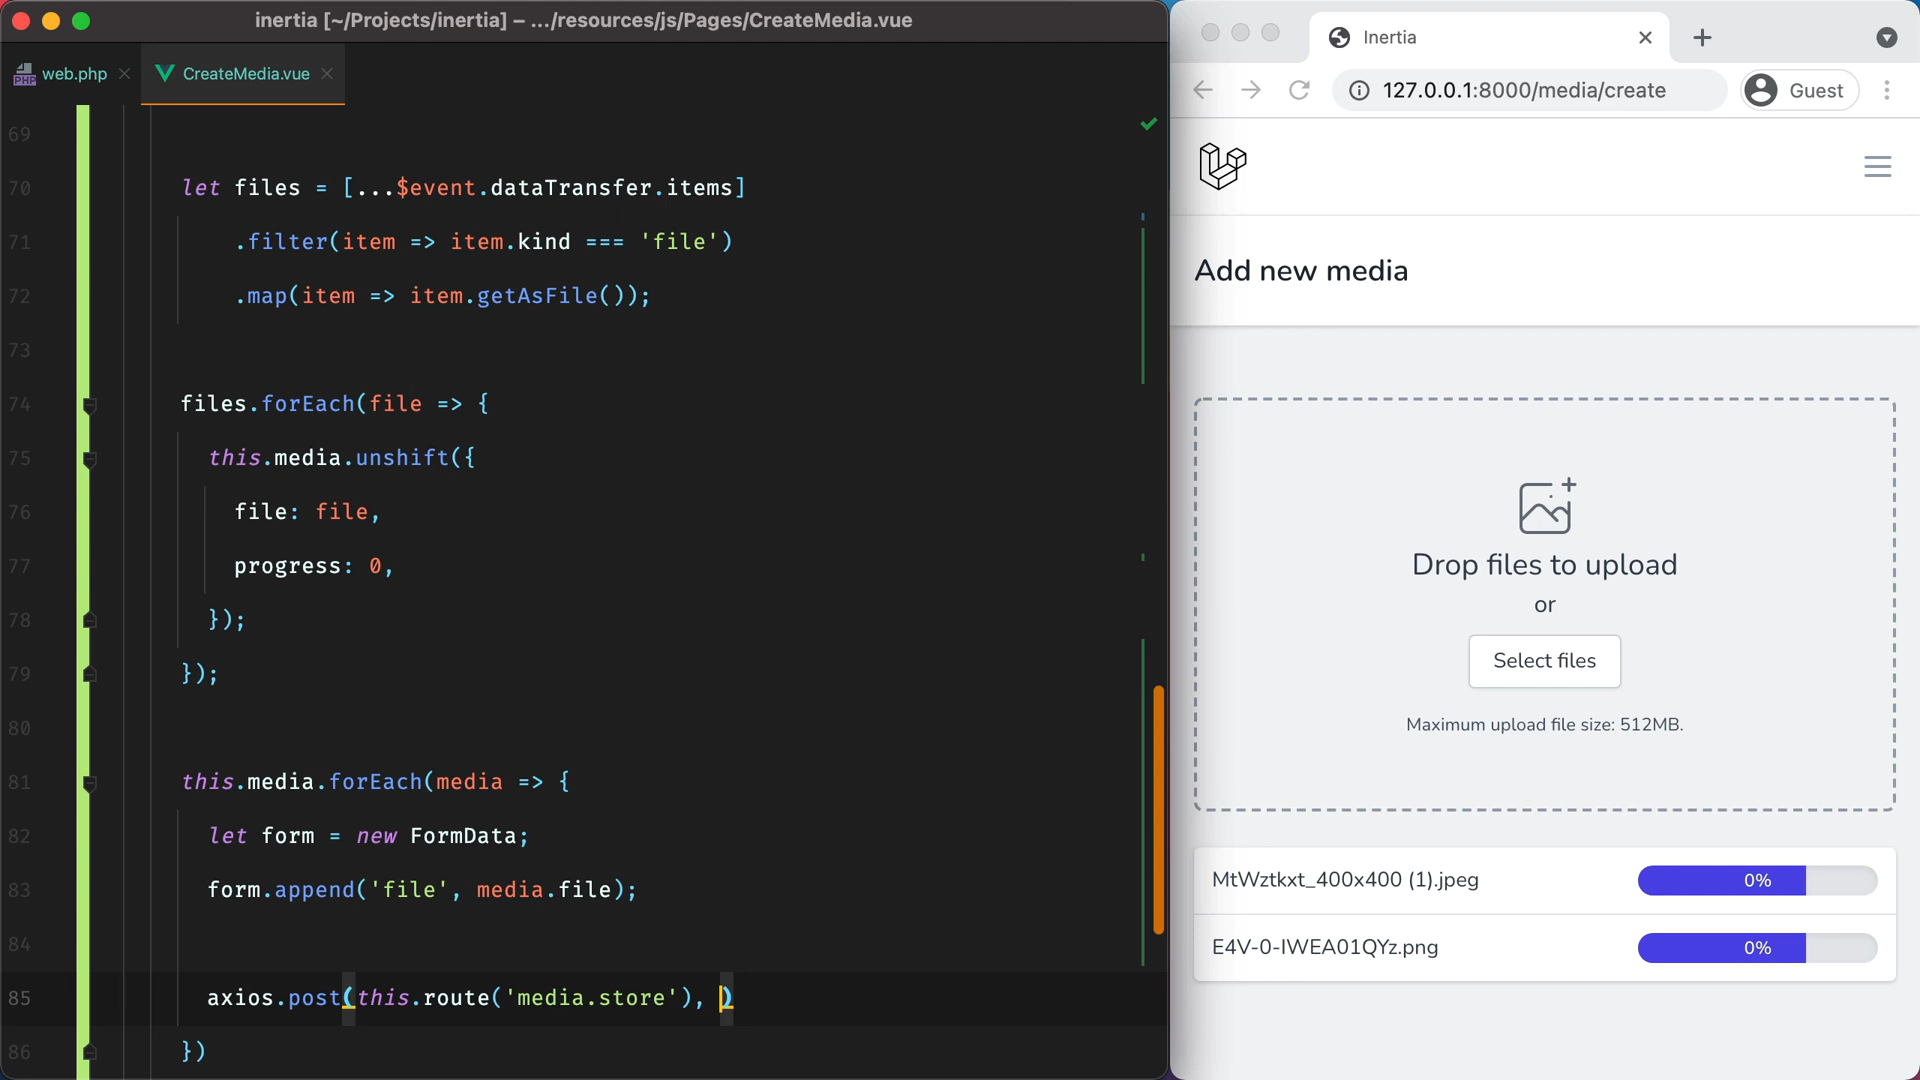 inertia [~/Projects/inertia] – .../resources/js/Pages/CreateMedia.vue
PHP web.php CreateMedia.vue
69
70 let files = [...$event.dataTransfer.items]
71 .filter(item => item.kind === 'file')
72 .map(item => item.getAsFile());
73
74 files.forEach(file => {
75 this.media.unshift({
76 file: file,
77 progress: 0,
78 });
79 });
80
81 this.media.forEach(media => {
82 let form = new FormData;
83 form.append('file', media.file);
84
85 axios.post(this.route('media.store'), )
86 })
Inertia
127.0.0.1:8000/media/create
Guest
Add new media
Drop files to upload
or
Select files
Maximum upload file size: 512MB.
MtWztkxt_400x400 (1).jpeg 0%
E4V-0-IWEA01QYz.png 0%